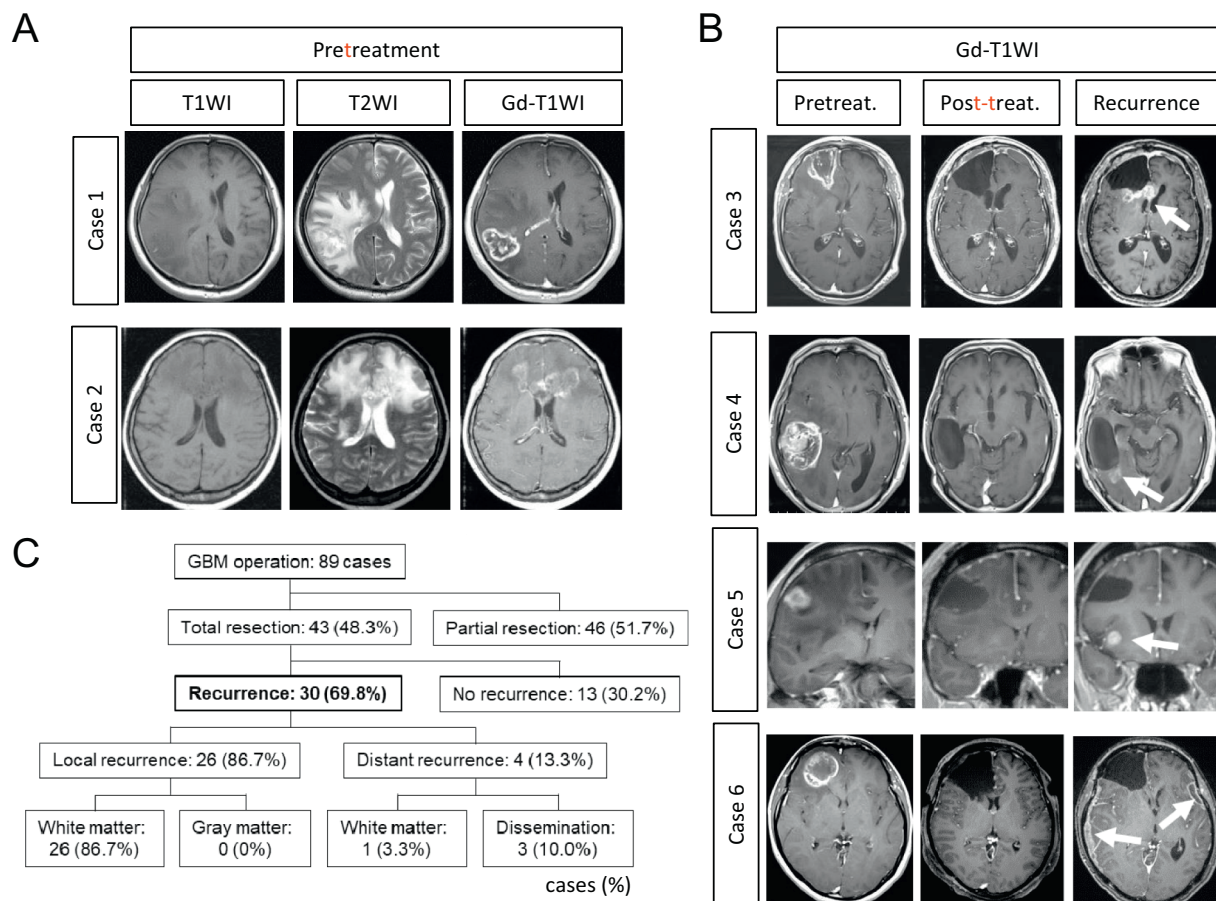 A
Pretreatment
T1WI
T2WI
Gd-T1WI
Case 1
Case 2
B
Gd-T1WI
Pretreat.
Post-treat.
Recurrence
Case 3
Case 4
Case 5
Case 6
C
GBM operation: 89 cases
Total resection: 43 (48.3%)
Partial resection: 46 (51.7%)
Recurrence: 30 (69.8%)
No recurrence: 13 (30.2%)
Local recurrence: 26 (86.7%)
Distant recurrence: 4 (13.3%)
White matter:
26 (86.7%)
Gray matter:
0 (0%)
White matter:
1 (3.3%)
Dissemination:
3 (10.0%)
cases (%)